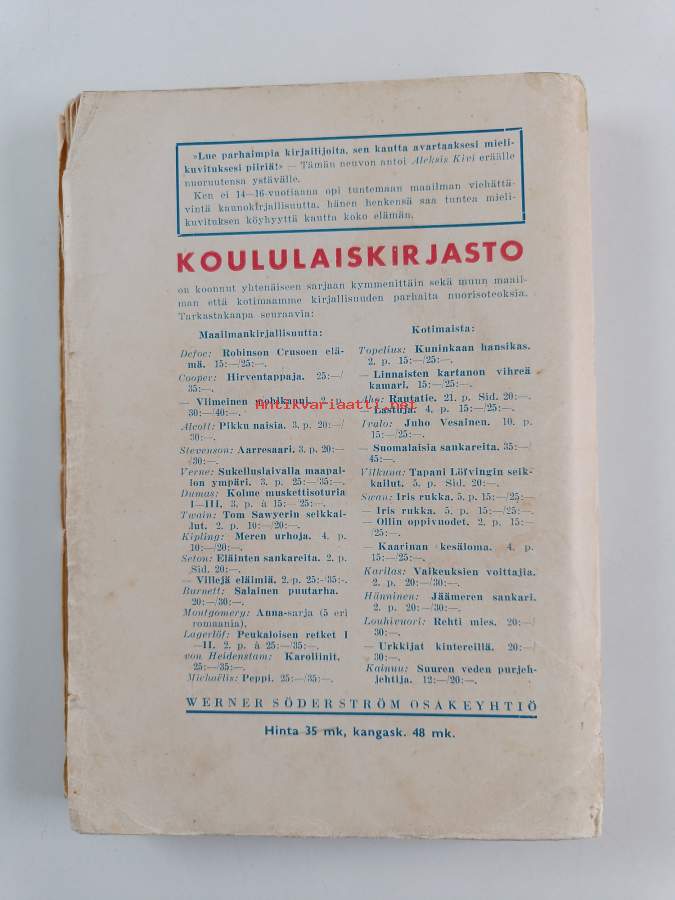 »Lue parhaimpia kirjailijoita, sen kautta avartaaksesi mieli-
kuvituksesi piiriä!» — Tämän neuvon antoi Aleksis Kivi eräälle
nuoruutensa ystävälle.
Ken ei 14—16-vuotiaana opi tuntemaan maailman viehättä-
vintä kaunokirjallisuutta, hänen henkensä saa tuntea mieli-
kuvituksen köyhyyttä kautta koko elämän.
KOULULAISKIRJASTO
on koonnut yhtenäiseen sarjaan kymmenittäin sekä muun maail-
man että kotimaamme kirjallisuuden parhaita nuorisoteoksia.
Tarkastakaapa seuraavia:
Maailmankirjallisuutta:
Defoe: Robinson Crusoen elä-
mä. 15:—/25:—.
Cooper: Hirventappaja. 25:—/
35:—.
— Viimeinen mohikaani. 2. p.
30:—/40:—.
Alcott: Pikku naisia. 3. p. 20:—/
30:—.
Stevenson: Aarresaari. 3. p. 20:—
/30:—.
Verne: Sukelluslaivalla maapal-
lon ympäri. 3. p. 25:—/35:—.
Dumas: Kolme muskettisoturia
I—III. 3. p. à 15:—/25:—.
Twain: Tom Sawyerin seikkai-
lut. 2. p. 10:—/20:—.
Kipling: Meren urhoja. 4. p.
10:—/20:—.
Seton: Eläinten sankareita. 2. p.
Sid. 20:—.
— Villejä eläimiä. 2. p. 25:-/35:-.
Burnett: Salainen puutarha.
20:—/30:—.
Montgomery: Anna-sarja (5 eri
romaania).
Lagerlöf: Peukaloisen retket I
—II. 2. p. à 25:—/35:—.
von Heidenstam: Karoliinit.
25:—/35:—.
Michaëlis: Peppi. 25:—/35:—.
Kotimaista:
Topelius: Kuninkaan hansikas.
2. p. 15:—/25:—.
— Linnaisten kartanon vihreä
kamari. 15:—/25:—.
Aho: Rautatie. 21. p. Sid. 20:—.
— Lastuja. 4. p. 15:—/25:—.
Ivalo: Juho Vesainen. 10. p.
15:—/25:—.
— Suomalaisia sankareita. 35:—/
45:—.
Vilkuna: Tapani Löfvingin seik-
kailut. 5. p. Sid. 20:—.
Swan: Iris rukka. 5. p. 15:—/25:—
— Iris rukka. 5. p. 15:—/25:—
— Ollin oppivuodet. 2. p. 15:—
/25:—.
— Kaarinan kesäloma. 4. p.
15:—/25:—.
Karilas: Vaikeuksien voittajia.
2. p. 20:—/30:—.
Hänninen: Jäämeren sankari.
2. p. 20:—/30:—.
Louhivuori: Rehti mies. 20:—/
30:—.
— Urkkijat kintereillä. 20:—/
30:—.
Kainuu: Suuren veden purjeh-
jehtija. 12:—/20:—.
WERNER SÖDERSTRÖM OSAKEYHTIÖ
Hinta 35 mk, kangask. 48 mk.
Antikvariaatti.net